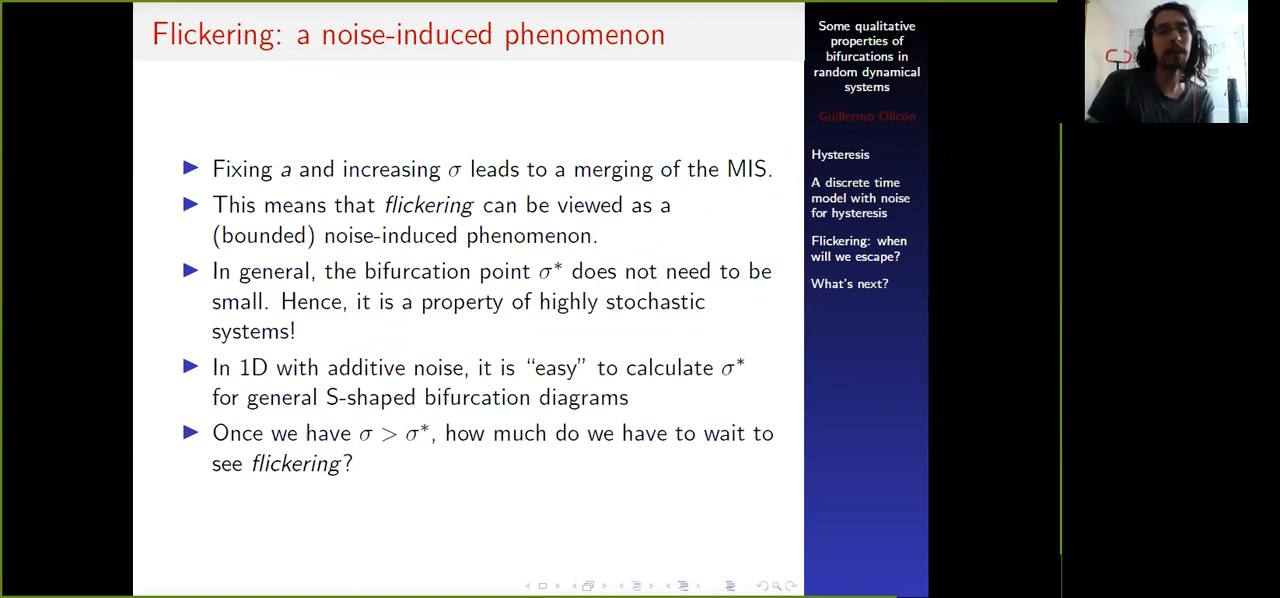 Flickering: a noise-induced phenomenon
▶ Fixing a and increasing σ leads to a merging of the MIS.
▶ This means that flickering can be viewed as a
(bounded) noise-induced phenomenon.
▶ In general, the bifurcation point σ* does not need to be
small. Hence, it is a property of highly stochastic
systems!
▶ In 1D with additive noise, it is “easy” to calculate σ*
for general S-shaped bifurcation diagrams
▶ Once we have σ > σ*, how much do we have to wait to
see flickering?
Some qualitative
properties of
bifurcations in
random dynamical
systems
Guillermo Olicón
Hysteresis
A discrete time
model with noise
for hysteresis
Flickering: when
will we escape?
What's next?